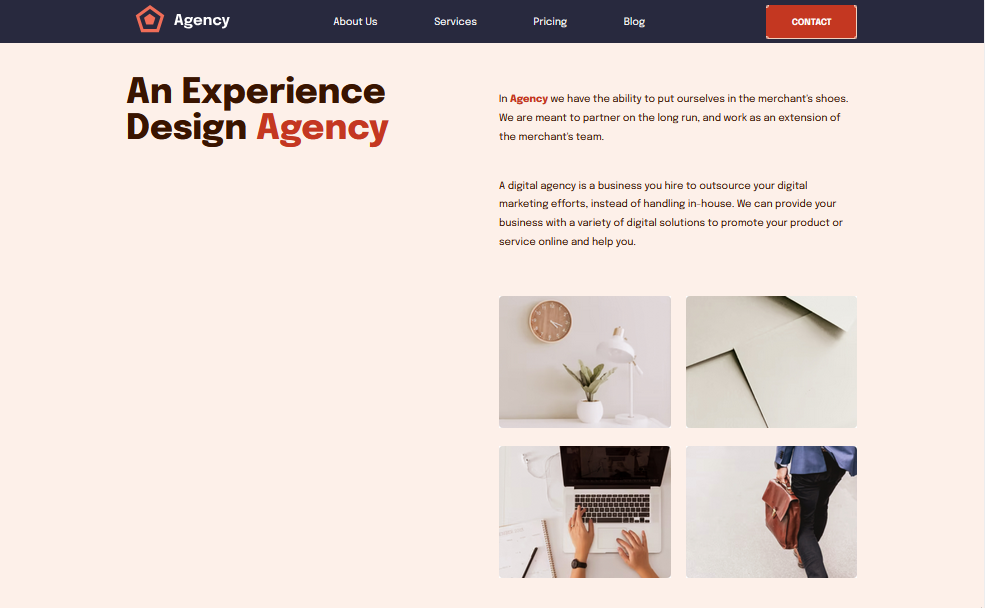 Agency
About Us
Services
Pricing
Blog
CONTACT
An Experience
Design Agency
In Agency we have the ability to put ourselves in the merchant's shoes.
We are meant to partner on the long run, and work as an extension of
the merchant's team.
A digital agency is a business you hire to outsource your digital
marketing efforts, instead of handling in-house. We can provide your
business with a variety of digital solutions to promote your product or
service online and help you.